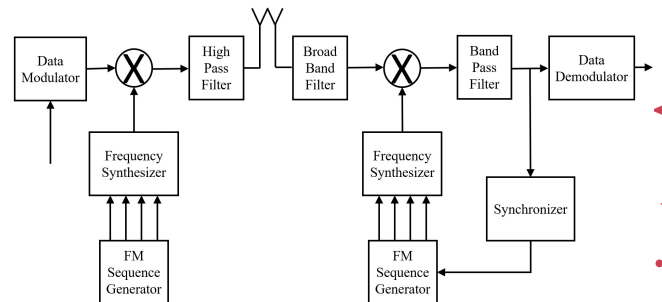 Data
Modulator
X
High
Pass
Filter
Broad
Band
Filter
X
Band
Pass
Filter
Data
Demodulator
Frequency
Synthesizer
Frequency
Synthesizer
Synchronizer
FM
Sequence
Generator
FM
Sequence
Generator